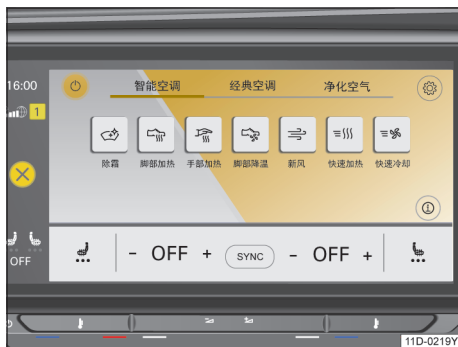 16:00
1
智能空调 经典空调 净化空气
除霜 脚部加热 手部加热 脚部降温 新风 快速加热 快速冷却
OFF
- OFF + SYNC - OFF +
11D-0219Y